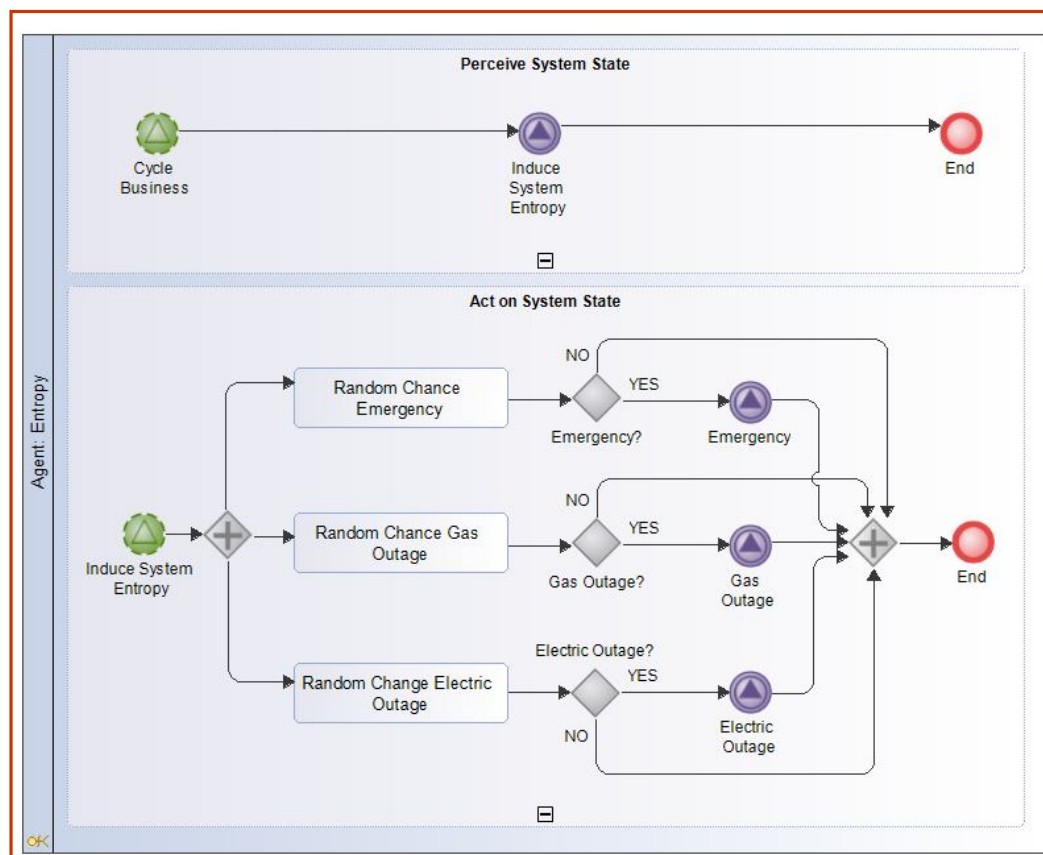 Perceive System State
Cycle
Business
Induce
System
Entropy
End
Agent: Entropy
Act on System State
NO
Random Chance
Emergency
YES
Emergency?
Emergency
NO
Induce System
Entropy
Random Chance Gas
Outage
YES
Gas Outage?
Gas
Outage
End
Electric Outage?
Random Change Electric
Outage
YES
NO
Electric
Outage